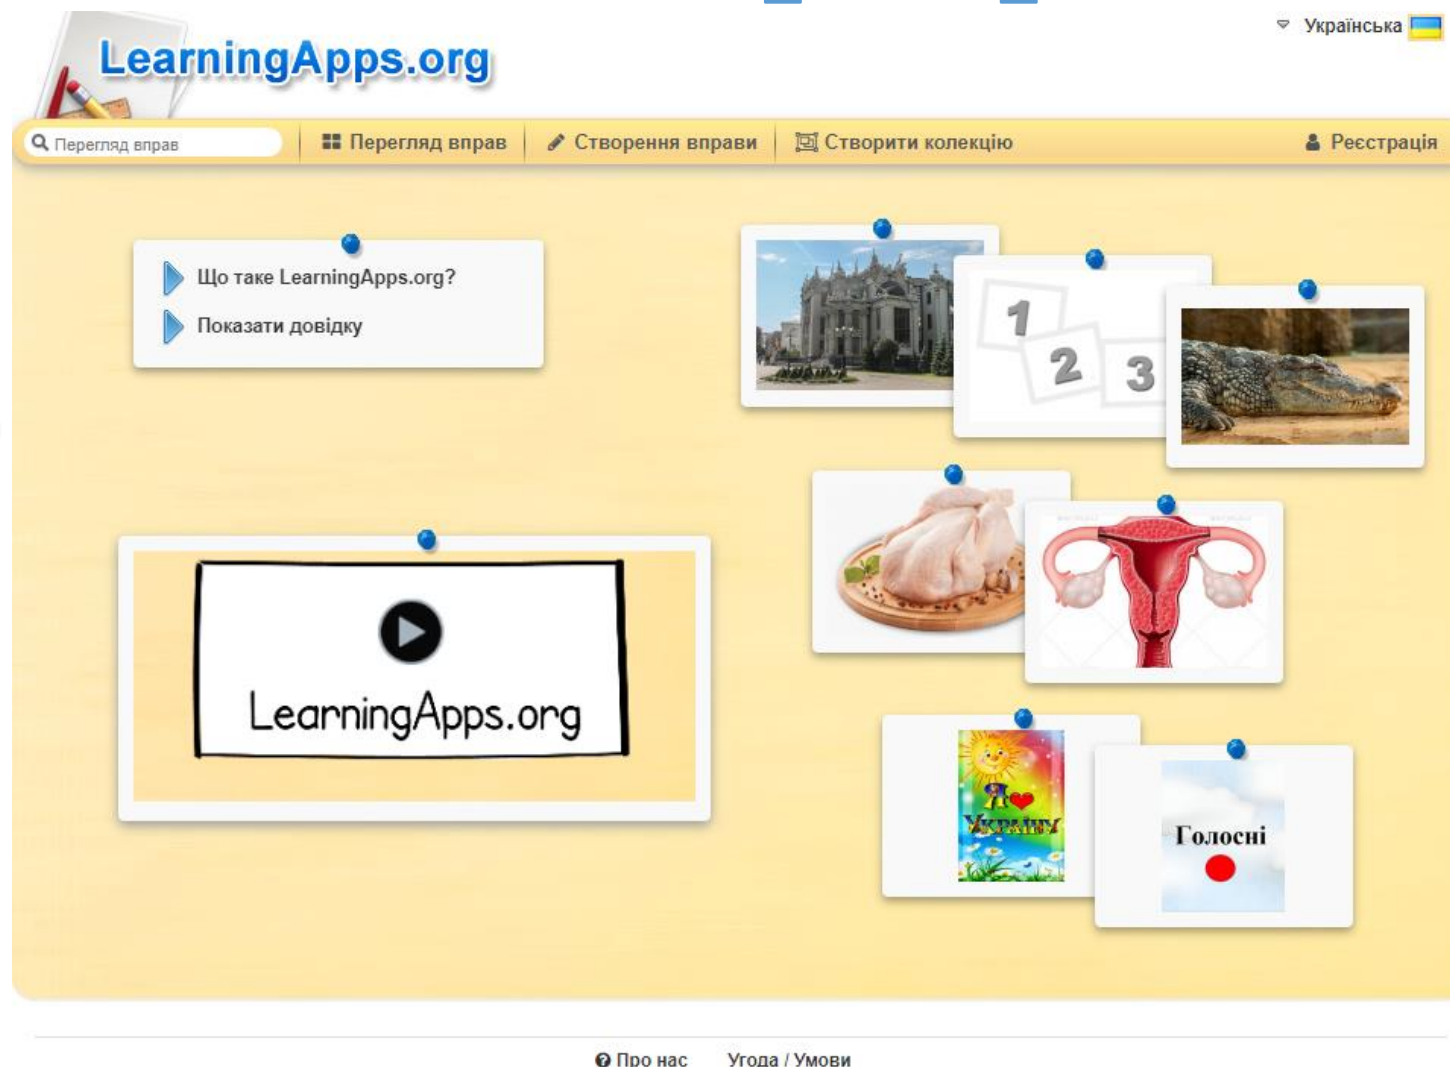 Українська
LearningApps.org
Перегляд вправ
Перегляд вправ
Створення вправи
Створити колекцію
Реєстрація
Що таке LearningApps.org?
Показати довідку
1
2
3
LearningApps.org
Я
Україну
Голосні
Про нас
Угода / Умови